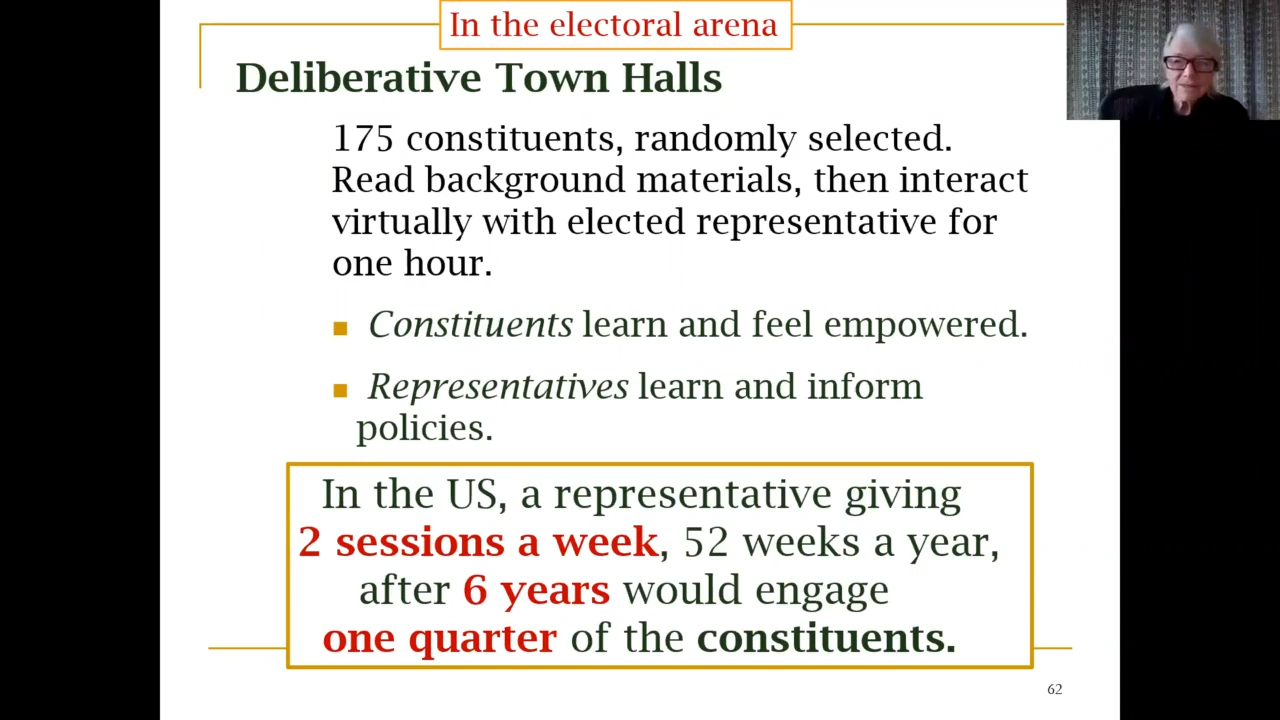 In the electoral arena
Deliberative Town Halls
175 constituents, randomly selected.
Read background materials, then interact
virtually with elected representative for
one hour.
Constituents learn and feel empowered.
Representatives learn and inform
policies.
In the US, a representative giving
2 sessions a week, 52 weeks a year,
after 6 years would engage
one quarter of the constituents.
62